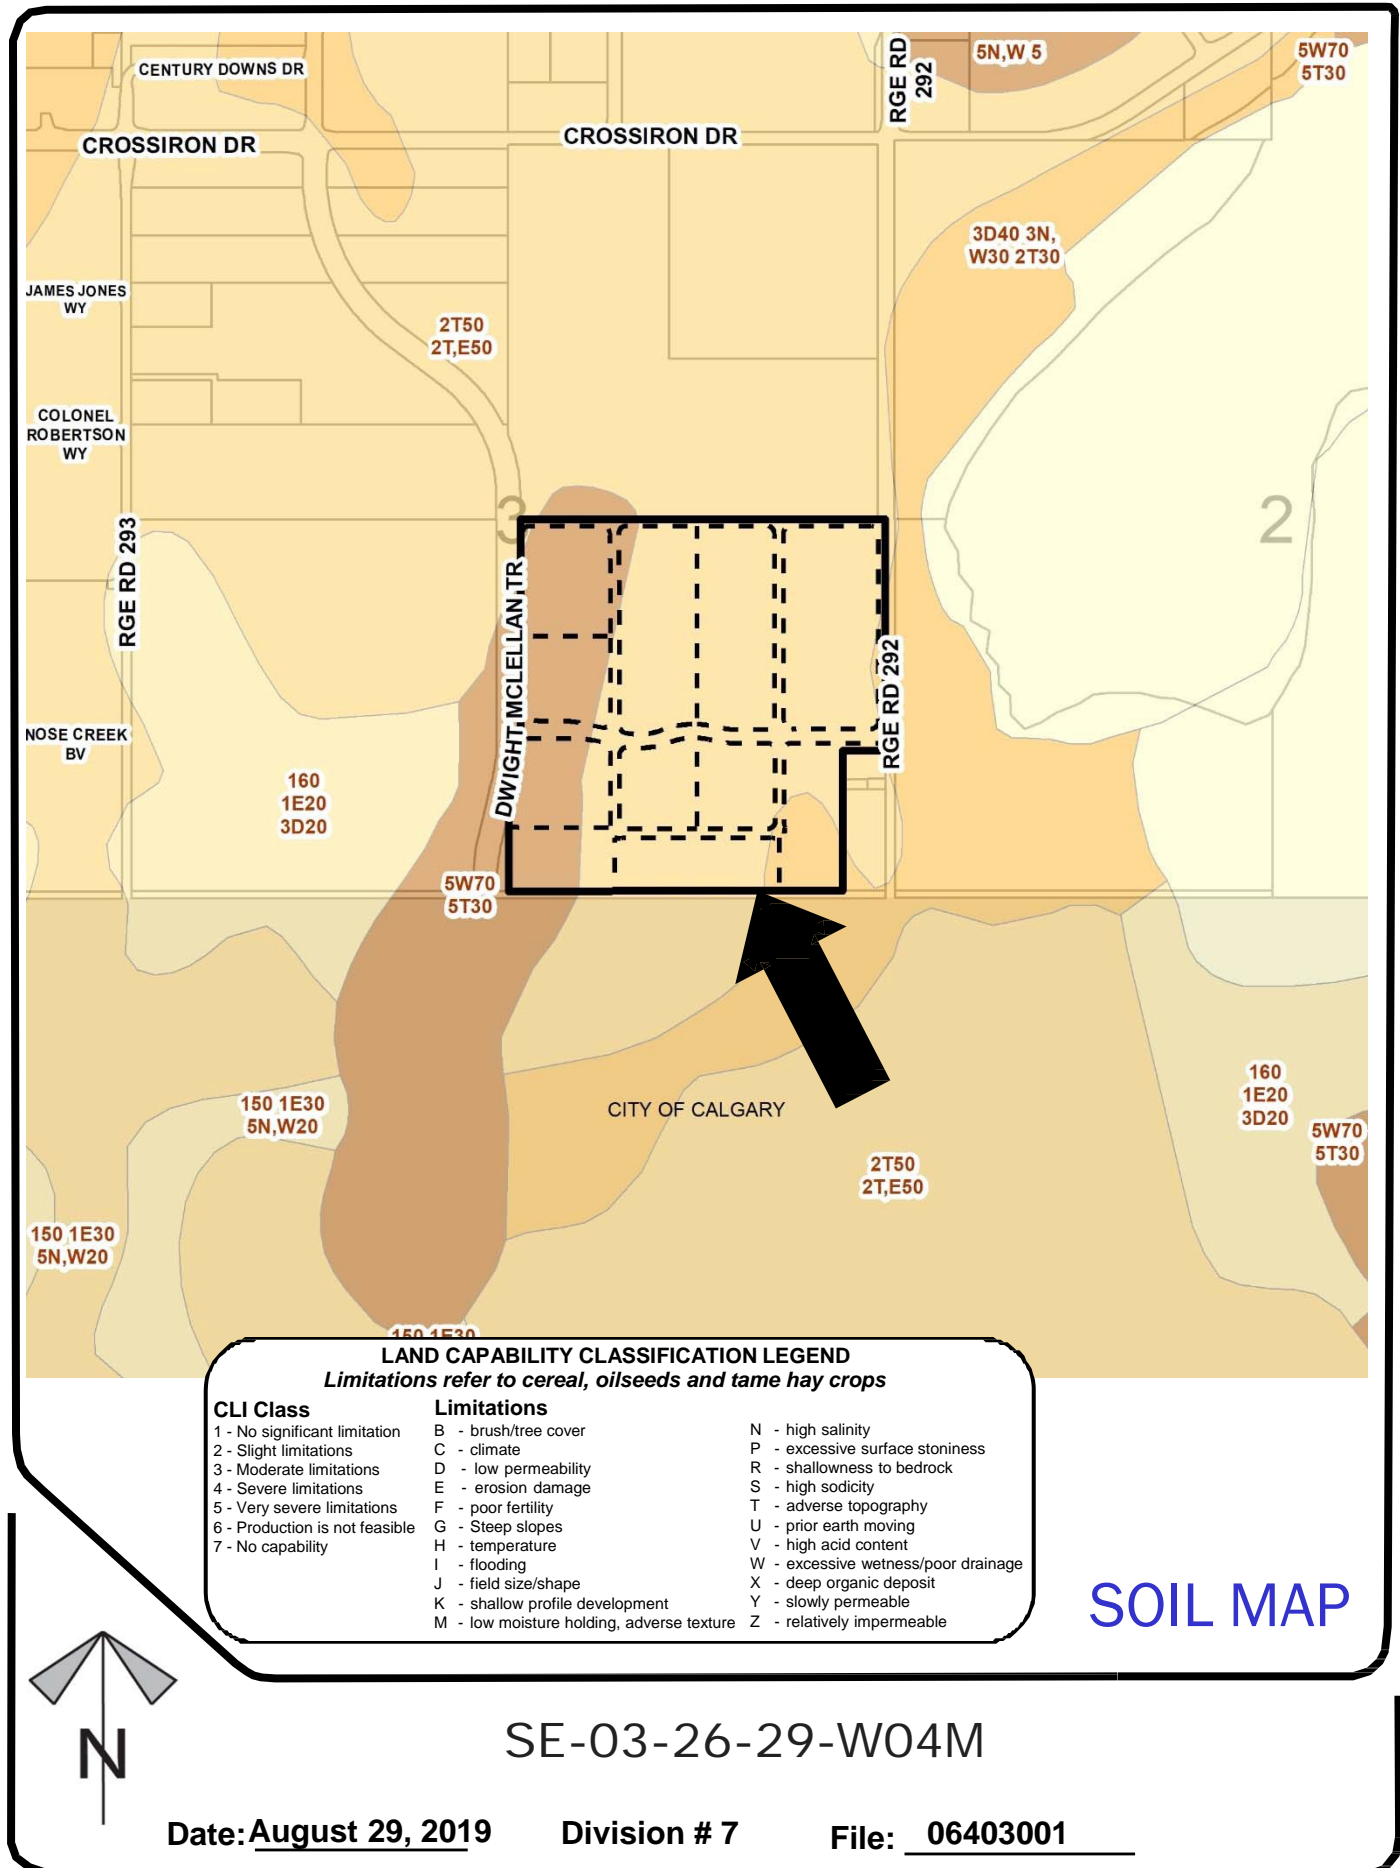 CENTURY DOWNS DR
RGE RD
292
5N,W 5
5W70
5T30
CROSSIRON DR
CROSSIRON DR
3D40 3N,
W30 2T30
JAMES JONES
WY
2T50
2T,E50
COLONEL
ROBERTSON
WY
3
2
RGE RD 293
DWIGHT MCLELLAN TR
RGE RD 292
NOSE CREEK
BV
160
1E20
3D20
5W70
5T30
150 1E30
5N,W20
CITY OF CALGARY
160
1E20
3D20
5W70
5T30
2T50
2T,E50
150 1E30
5N,W20
150 1E30
LAND CAPABILITY CLASSIFICATION LEGEND
Limitations refer to cereal, oilseeds and tame hay crops
CLI Class
1 - No significant limitation
2 - Slight limitations
3 - Moderate limitations
4 - Severe limitations
5 - Very severe limitations
6 - Production is not feasible
7 - No capability
Limitations
B - brush/tree cover
C - climate
D - low permeability
E - erosion damage
F - poor fertility
G - Steep slopes
H - temperature
I - flooding
J - field size/shape
K - shallow profile development
M - low moisture holding, adverse texture
N - high salinity
P - excessive surface stoniness
R - shallowness to bedrock
S - high sodicity
T - adverse topography
U - prior earth moving
V - high acid content
W - excessive wetness/poor drainage
X - deep organic deposit
Y - slowly permeable
Z - relatively impermeable
SOIL MAP
N
SE-03-26-29-W04M
Date: August 29, 2019 Division # 7 File: 06403001